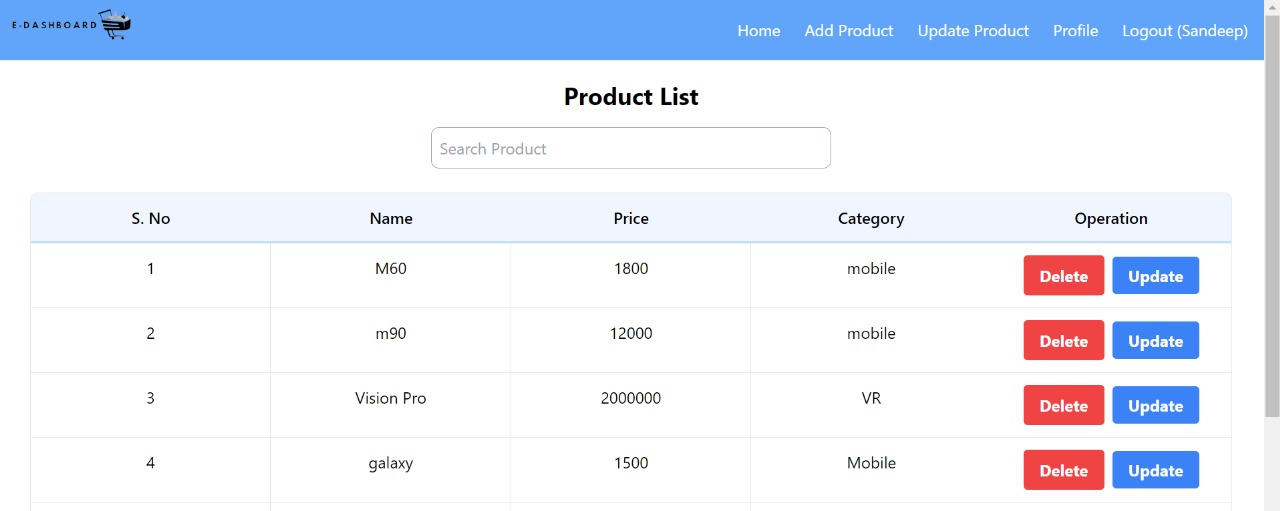 E-DASHBOARD
Home Add Product Update Product Profile Logout (Sandeep)
Product List
Search Product
S. No Name Price Category Operation
1 M60 1800 mobile Delete Update
2 m90 12000 mobile Delete Update
3 Vision Pro 2000000 VR Delete Update
4 galaxy 1500 Mobile Delete Update